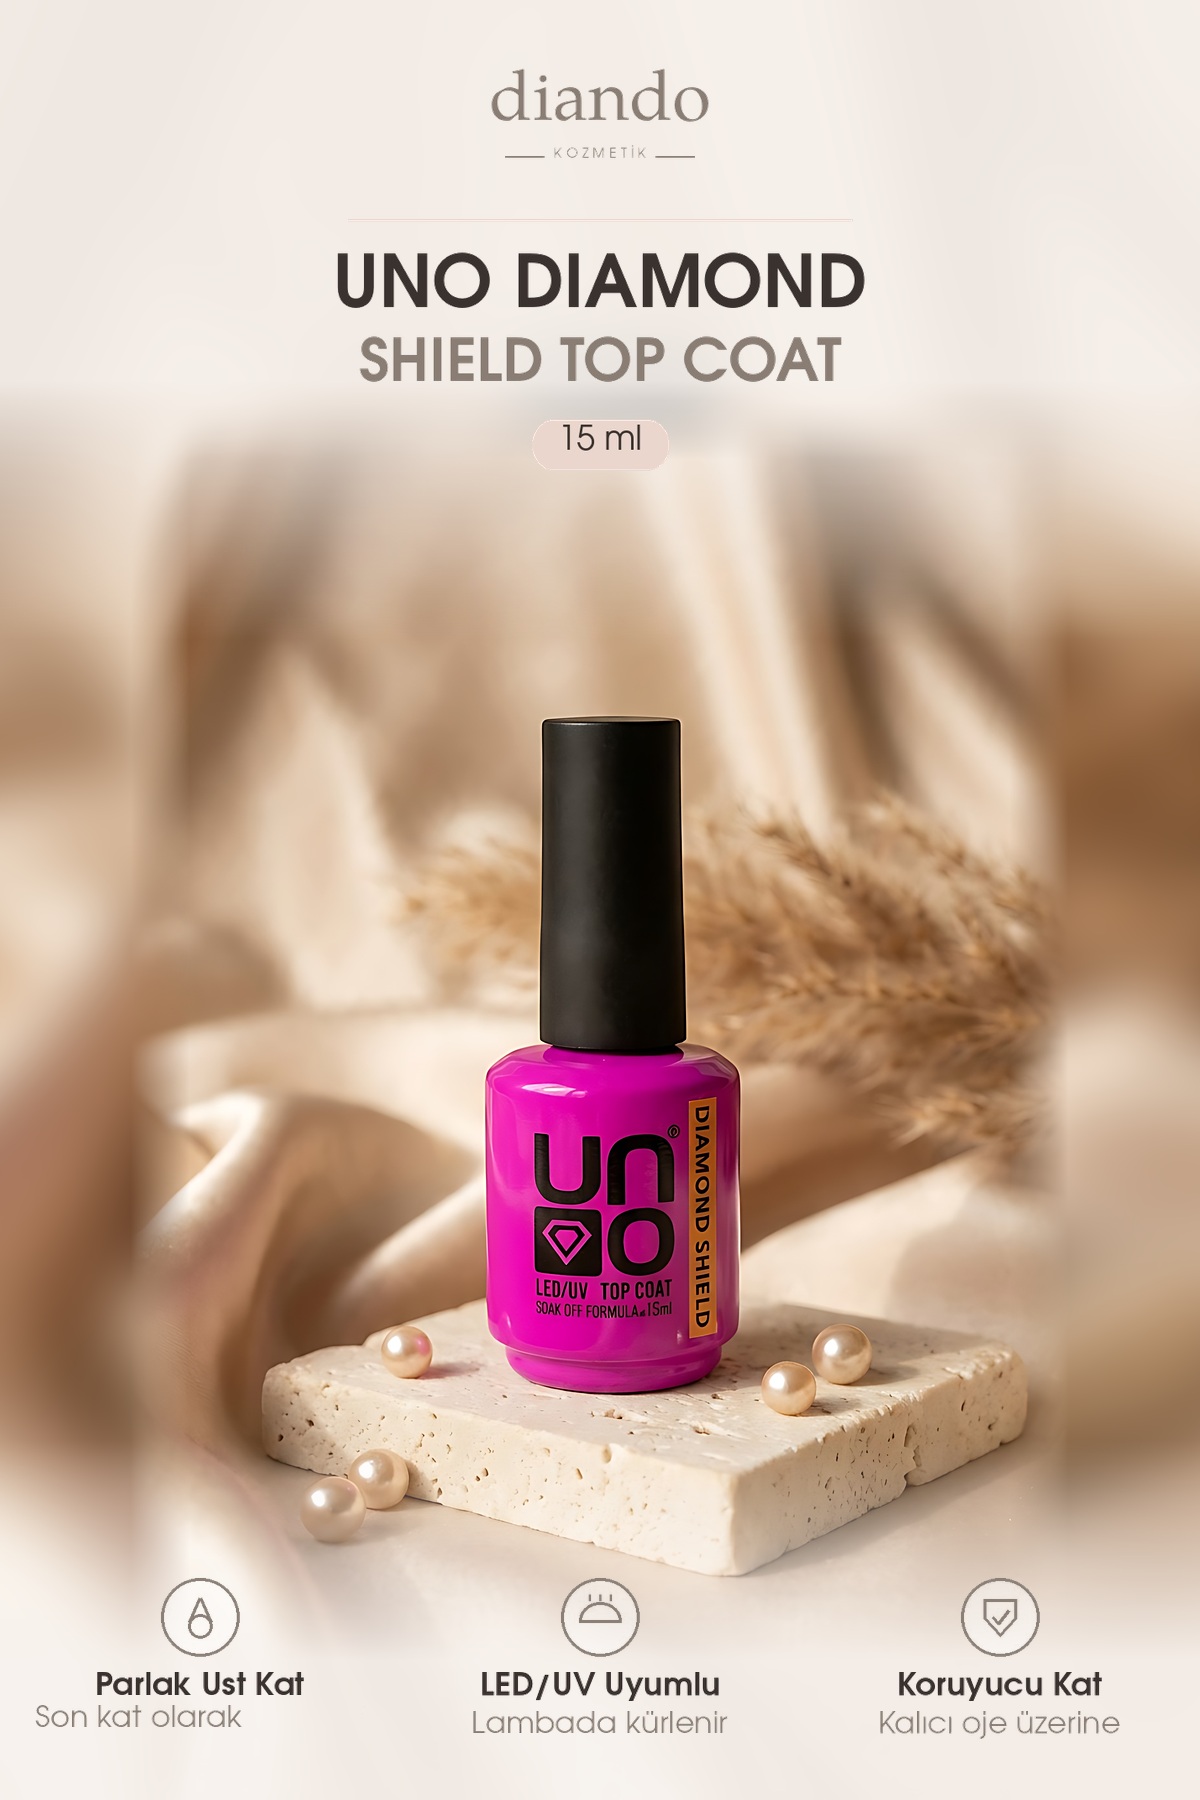 diando
KOZMETİK
UNO DIAMOND
SHIELD TOP COAT
15 ml
UN®
O
DIAMOND SHIELD
LED/UV TOP COAT
SOAK OFF FORMULA 15ml
Parlak Ust Kat
Son kat olarak
LED/UV Uyumlu
Lambada kürlenir
Koruyucu Kat
Kalıcı oje üzerine